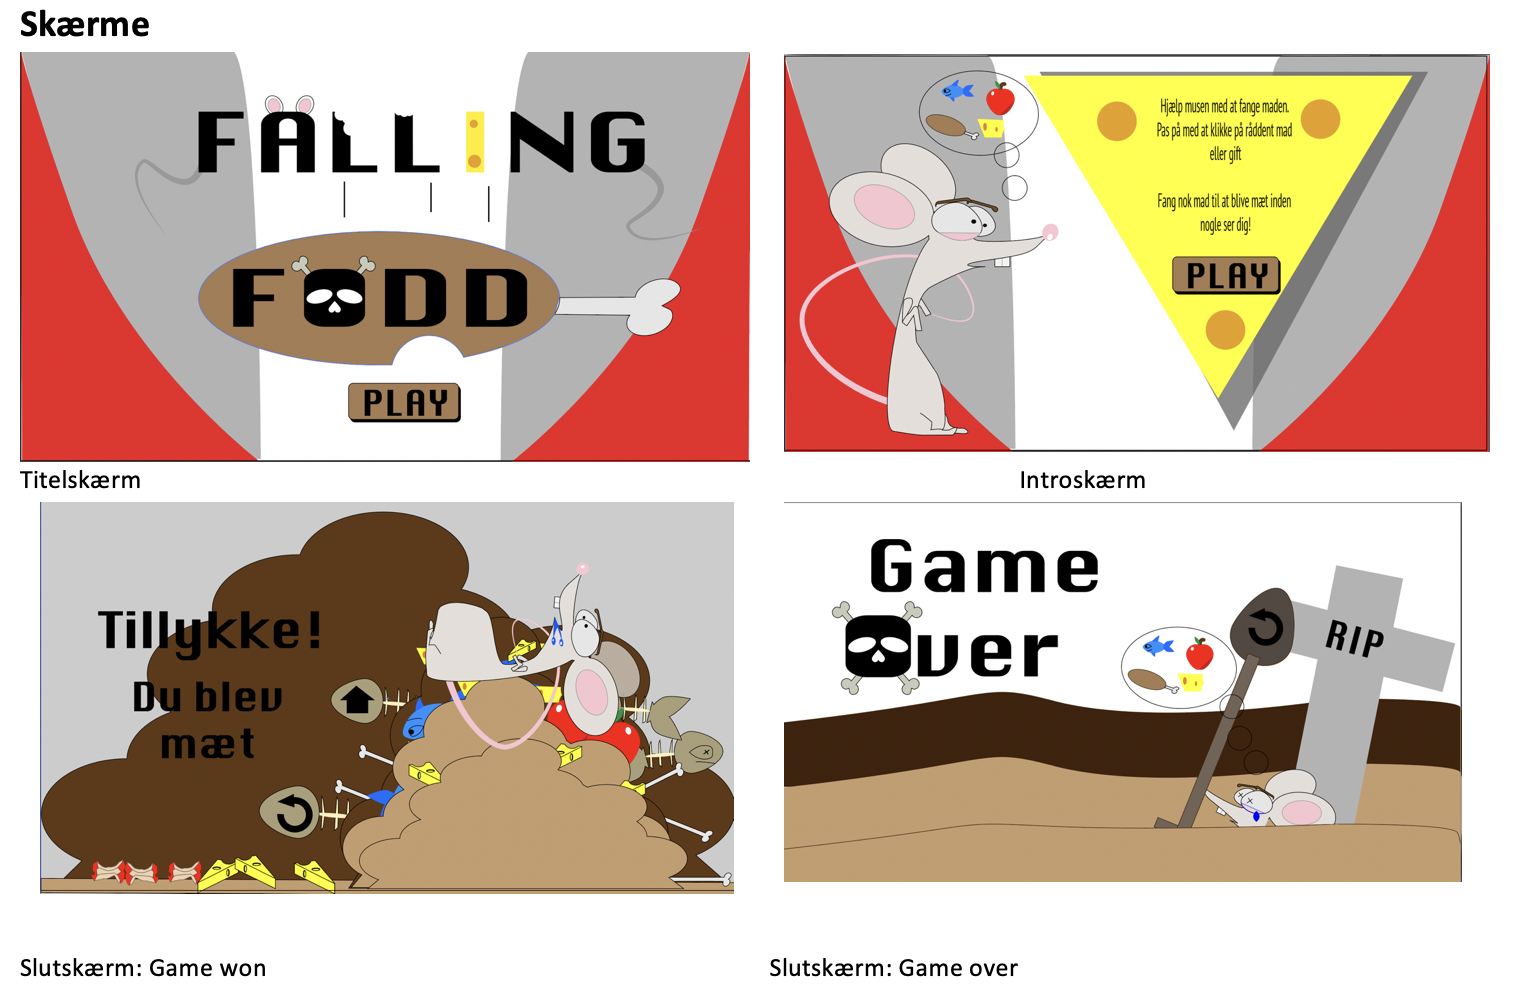 Skærme
FALLING
FODD
PLAY
Titelskærm
Hjælp musen med at fange maden.
Pas på med at klikke på råddent mad
eller gift
Fang nok mad til at blive mæt inden
nogle ser dig!
PLAY
Introskærm
Tillykke!
Du blev
mæt
Slutskærm: Game won
Game
Over
RIP
Slutskærm: Game over